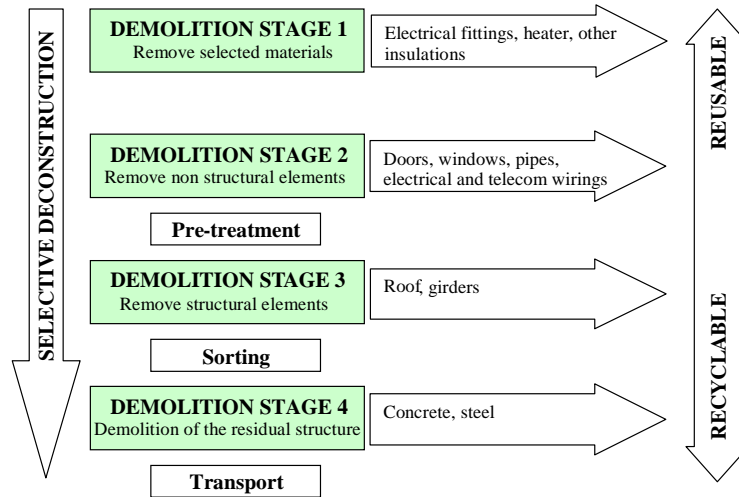 SELECTIVE DECONSTRUCTION
DEMOLITION STAGE 1
Remove selected materials
Electrical fittings, heater, other
insulations
DEMOLITION STAGE 2
Remove non structural elements
Doors, windows, pipes,
electrical and telecom wirings
Pre-treatment
DEMOLITION STAGE 3
Remove structural elements
Roof, girders
Sorting
DEMOLITION STAGE 4
Demolition of the residual structure
Concrete, steel
Transport
REUSABLE
RECYCLABLE